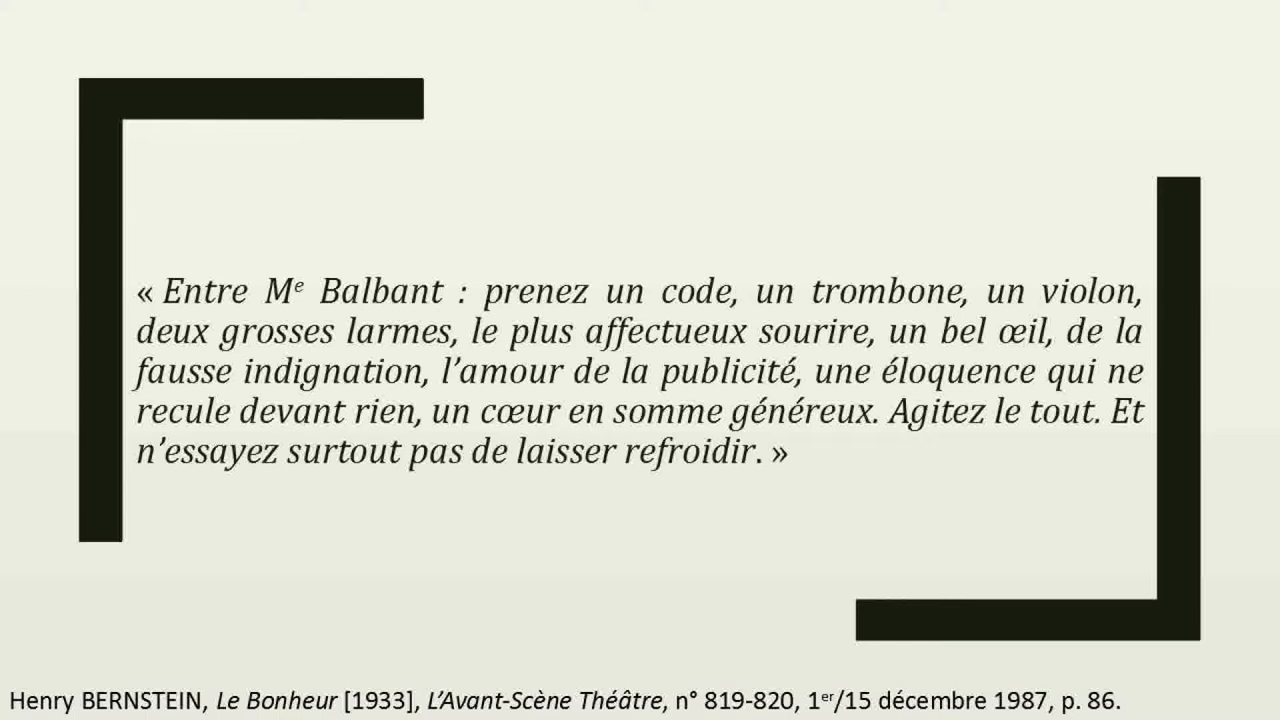 « Entre Mᵉ Balbant : prenez un code, un trombone, un violon,
deux grosses larmes, le plus affectueux sourire, un bel œil, de la
fausse indignation, l’amour de la publicité, une éloquence qui ne
recule devant rien, un cœur en somme généreux. Agitez le tout. Et
n’essayez surtout pas de laisser refroidir. »
Henry BERNSTEIN, Le Bonheur [1933], L’Avant-Scène Théâtre, n° 819-820, 1ᵉʳ/15 décembre 1987, p. 86.